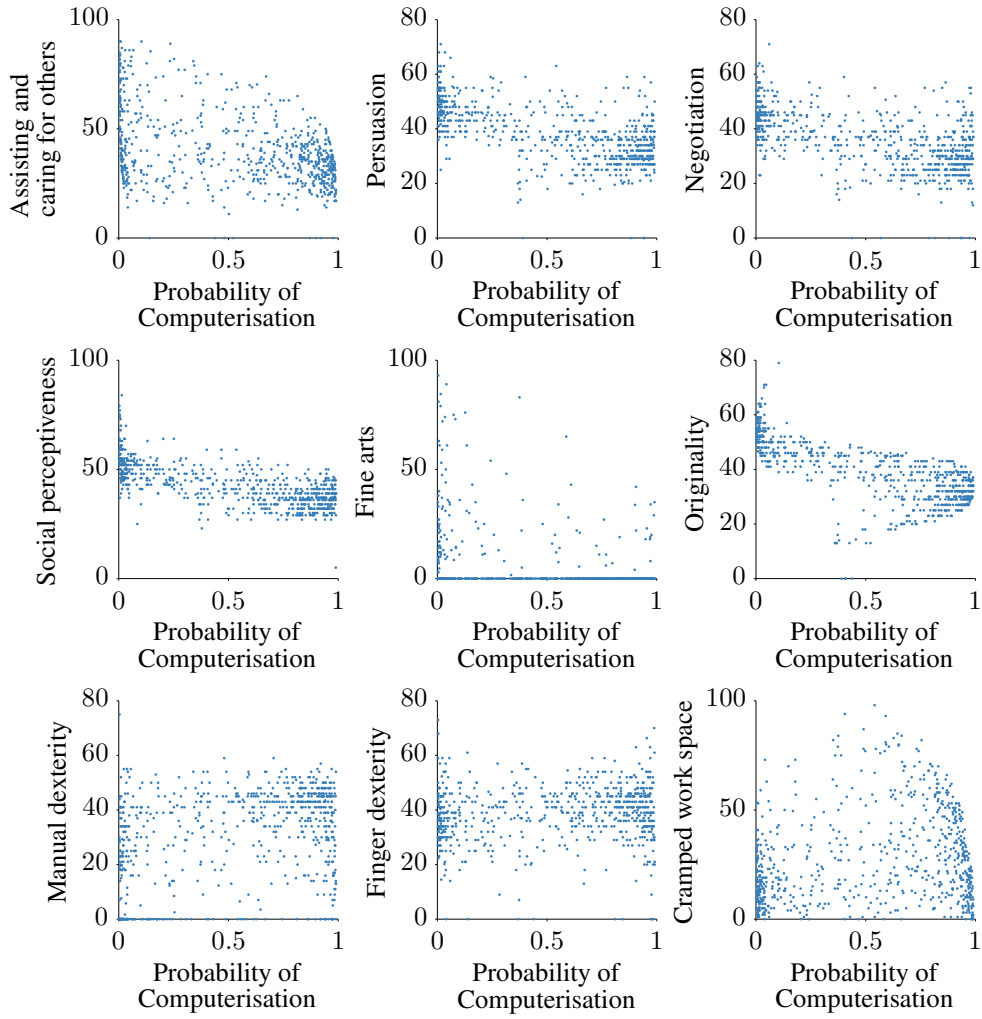 100
50
0
0
0.5
1
Assisting and
caring for others
Probability of
Computerisation
80
60
40
20
0
0
0.5
1
Persuasion
Probability of
Computerisation
80
60
40
20
0
0
0.5
1
Negotiation
Probability of
Computerisation
100
50
0
0
0.5
1
Social perceptiveness
Probability of
Computerisation
100
50
0
0
0.5
1
Fine arts
Probability of
Computerisation
80
60
40
20
0
0
0.5
1
Originality
Probability of
Computerisation
80
60
40
20
0
0
0.5
1
Manual dexterity
Probability of
Computerisation
80
60
40
20
0
0
0.5
1
Finger dexterity
Probability of
Computerisation
100
50
0
0
0.5
1
Cramped work space
Probability of
Computerisation